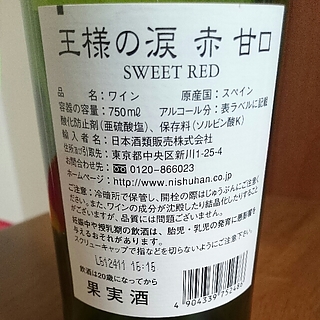 王様の涙 赤 甘口
SWEET RED
品 名：ワイン 原産国：スペイン
容器の容量：750㎖ アルコール分：表ラベルに記載
酸化防止剤(亜硫酸塩)、保存料(ソルビン酸K)
輸入者名：日本酒類販売株式会社
住所及び引取先：東京都中央区新川1-25-4
お問合わせ先：0120-866023
ホームページ：http://www.nishuhan.co.jp
ご注意：冷暗所で保管し、開栓の際はじゅうぶんにご注意ください。
また、ワインの成分が沈殿したり結晶化したりすることがありますが、品質には問題ございません。
妊娠中や授乳期の飲酒は、胎児・乳児の発育に悪影響を
与えるおそれがあります。
スクリューキャップで指などを切らないようにご注意下さい。
L512411 15:15
飲酒は20歳になってから
果実酒
4 904339 752486